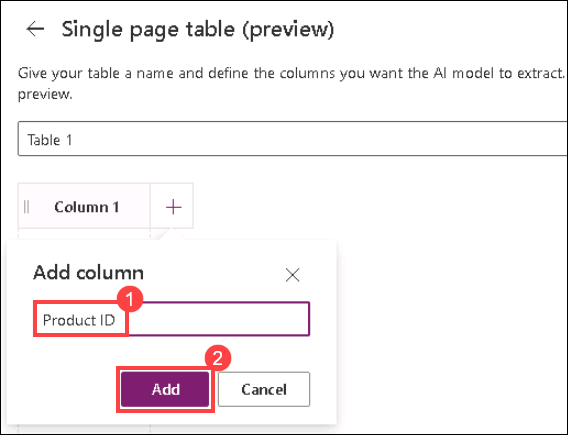 Single page table (preview)
Give your table a name and define the columns you want the AI model to extract.
preview.
Table 1
Column 1
Add column
1
Product ID
2
Add
Cancel